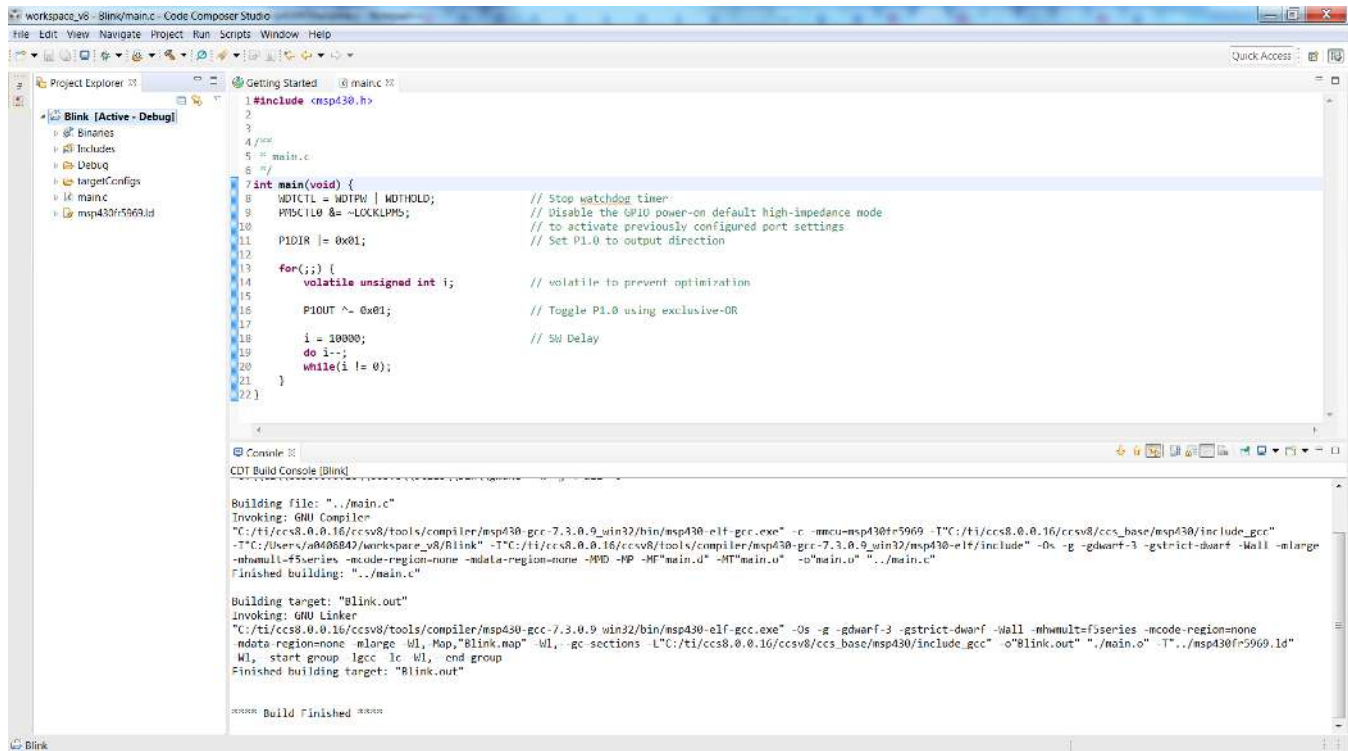 workspace_v8 - Blink/main.c - Code Composer Studio
File Edit View Navigate Project Run Scripts Window Help
Quick Access
Project Explorer
Blink [Active - Debug]
Binaries
Includes
Debug
targetConfigs
main.c
msp430fr5969.ld
Getting Started main.c
1 #include <msp430.h>
2
3
4 /**
5 * main.c
6 */
7 int main(void) {
8 WDTCTL = WDTPW | WDTHOLD; // Stop watchdog timer
9 PM5CTL0 &= ~LOCKLPM5; // Disable the GPIO power-on default high-impedance mode
10 // to activate previously configured port settings
11 P1DIR |= 0x01; // Set P1.0 to output direction
12
13 for(;;) {
14 volatile unsigned int i; // volatile to prevent optimization
15
16 P1OUT ^= 0x01; // Toggle P1.0 using exclusive-OR
17
18 i = 10000; // SW Delay
19 do i--;
20 while(i != 0);
21 }
22 }
Console
CDT Build Console [Blink]
Building file: "../main.c"
Invoking: GNU Compiler
"C:/ti/ccs8.0.0.16/ccsv8/tools/compiler/msp430-gcc-7.3.0.9_win32/bin/msp430-elf-gcc.exe" -c -mmcu=msp430fr5969 -I"C:/ti/ccs8.0.0.16/ccsv8/ccs_base/msp430/include_gcc"
-I"C:/Users/a0406842/workspace_v8/Blink" -I"C:/ti/ccs8.0.0.16/ccsv8/tools/compiler/msp430-gcc-7.3.0.9_win32/msp430-elf/include" -Os -g -gdwarf-3 -gstrict-dwarf -Wall -mlarge
-mhwmult=f5series -mcode-region=none -mdata-region=none -MMD -MP -MF"main.d" -MT"main.o" -o"main.o" "../main.c"
Finished building: "../main.c"
Building target: "Blink.out"
Invoking: GNU Linker
"C:/ti/ccs8.0.0.16/ccsv8/tools/compiler/msp430-gcc-7.3.0.9_win32/bin/msp430-elf-gcc.exe" -Os -g -gdwarf-3 -gstrict-dwarf -Wall -mhwmult=f5series -mcode-region=none
-mdata-region=none -mlarge -Wl,-Map,"Blink.map" -Wl,--gc-sections -L"C:/ti/ccs8.0.0.16/ccsv8/ccs_base/msp430/include_gcc" -o"Blink.out" "./main.o" -T"../msp430fr5969.ld"
-Wl,--start-group -lgcc -lc -Wl,--end-group
Finished building target: "Blink.out"
**** Build Finished ****
Blink